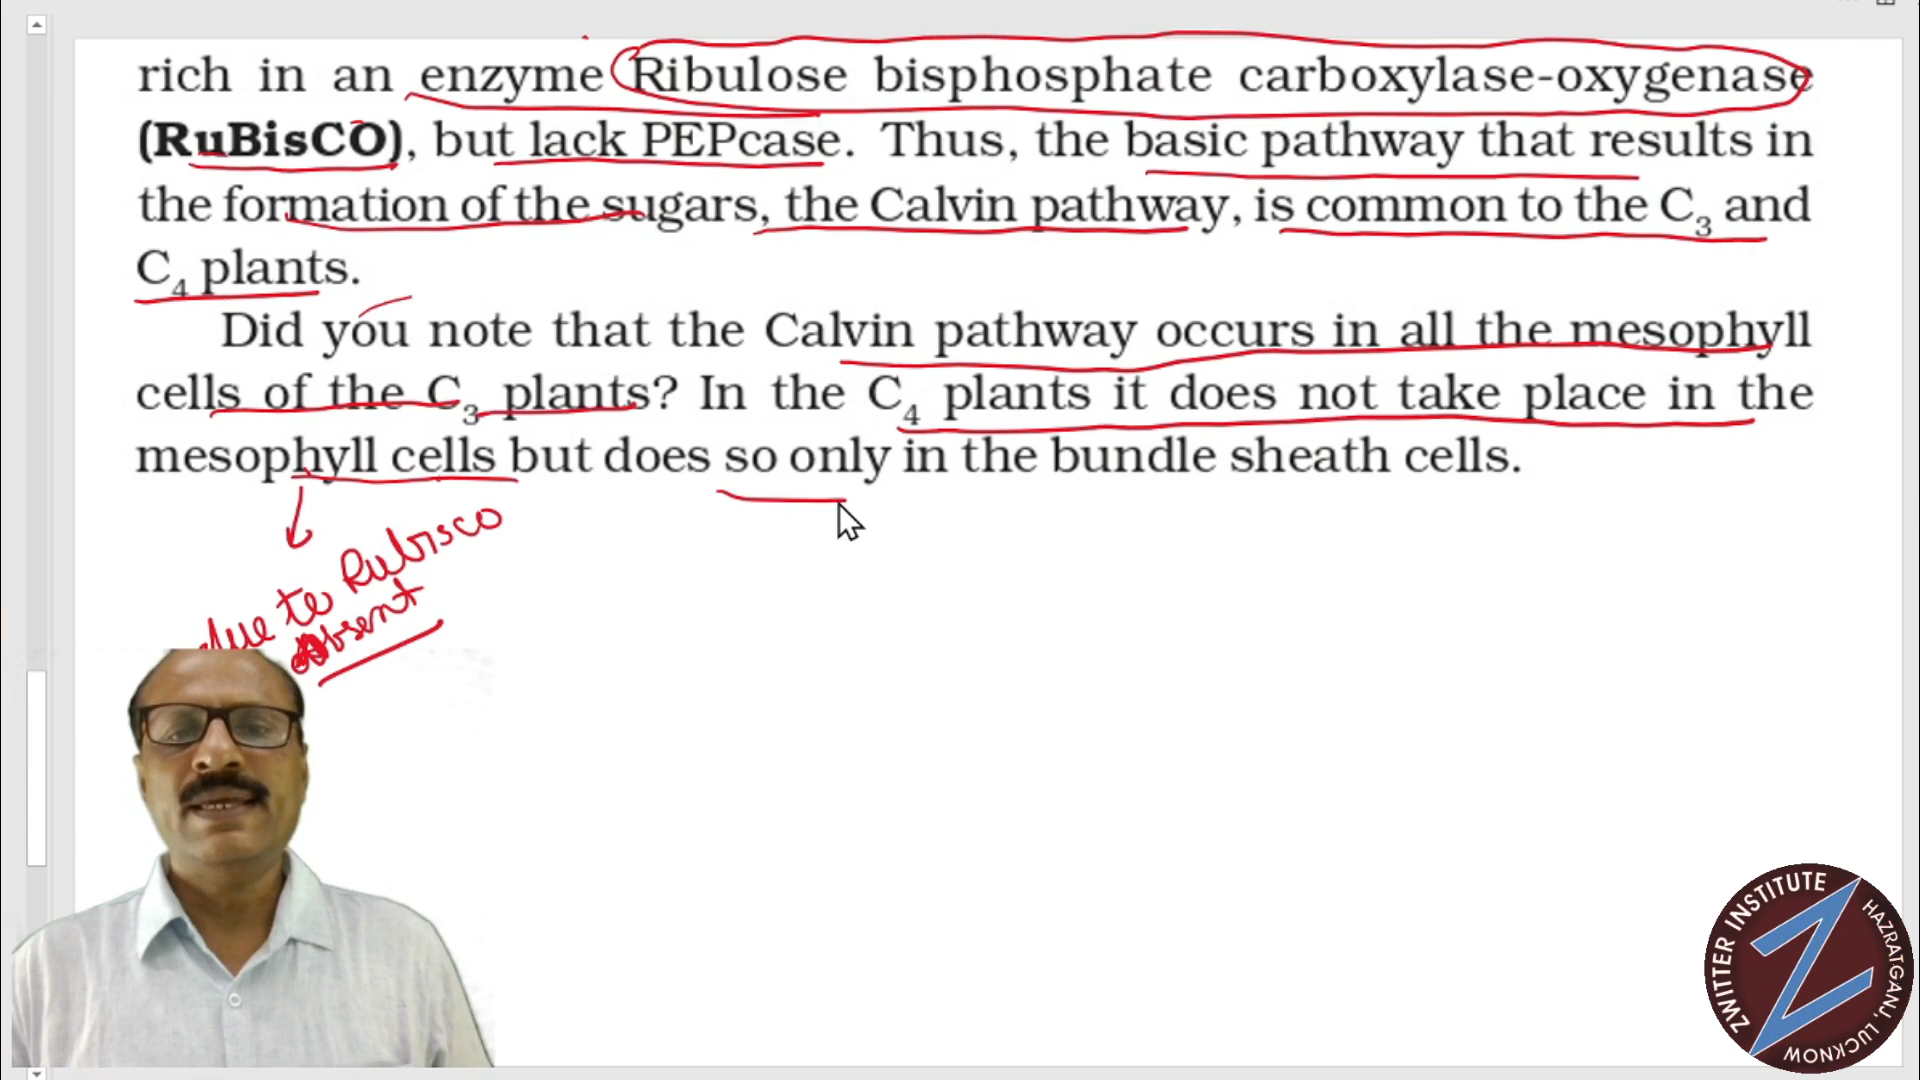 rich in an enzyme Ribulose bisphosphate carboxylase-oxygenase
(RuBisCO), but lack PEPcase. Thus, the basic pathway that results in
the formation of the sugars, the Calvin pathway, is common to the C₃ and
C₄ plants.
Did you note that the Calvin pathway occurs in all the mesophyll
cells of the C₃ plants? In the C₄ plants it does not take place in the
mesophyll cells but does so only in the bundle sheath cells.
due to Rubisco
Absent
ZWITTER INSTITUTE
HAZRATGANJ, LUCKNOW